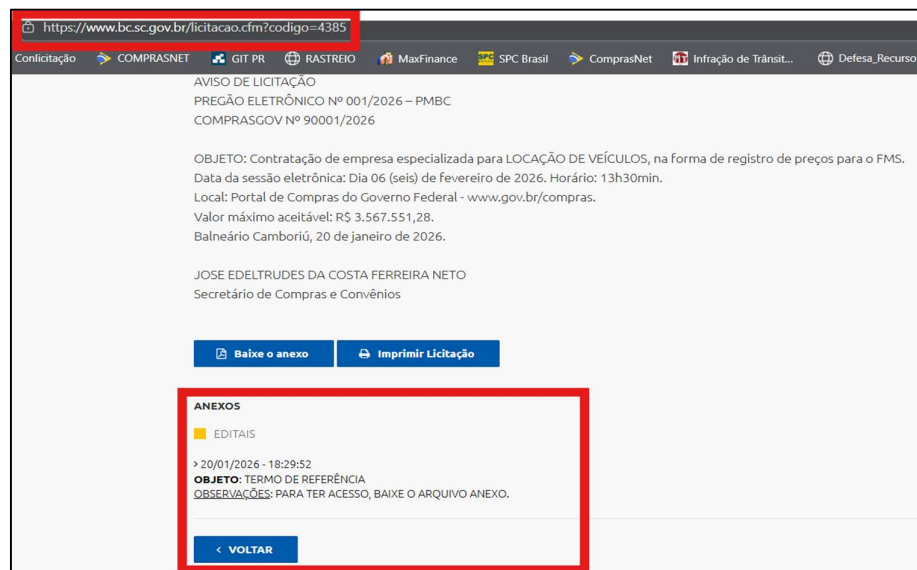 https://www.bc.sc.gov.br/licitacao.cfm?codigo=4385
Conlicitação COMPRASNET GIT PR RASTREIO MaxFinance SPC Brasil ComprasNet Infração de Trânsit... Defesa_Recurso
AVISO DE LICITAÇÃO
PREGÃO ELETRÔNICO Nº 001/2026 – PMBC
COMPRASGOV Nº 90001/2026
OBJETO: Contratação de empresa especializada para LOCAÇÃO DE VEÍCULOS, na forma de registro de preços para o FMS.
Data da sessão eletrônica: Dia 06 (seis) de fevereiro de 2026. Horário: 13h30min.
Local: Portal de Compras do Governo Federal - www.gov.br/compras.
Valor máximo aceitável: R$ 3.567.551,28.
Balneário Camboriú, 20 de janeiro de 2026.
JOSE EDELTRUDES DA COSTA FERREIRA NETO
Secretário de Compras e Convênios
Baixe o anexo Imprimir Licitação
ANEXOS
EDITAIS
> 20/01/2026 - 18:29:52
OBJETO: TERMO DE REFERÊNCIA
OBSERVAÇÕES: PARA TER ACESSO, BAIXE O ARQUIVO ANEXO.
< VOLTAR